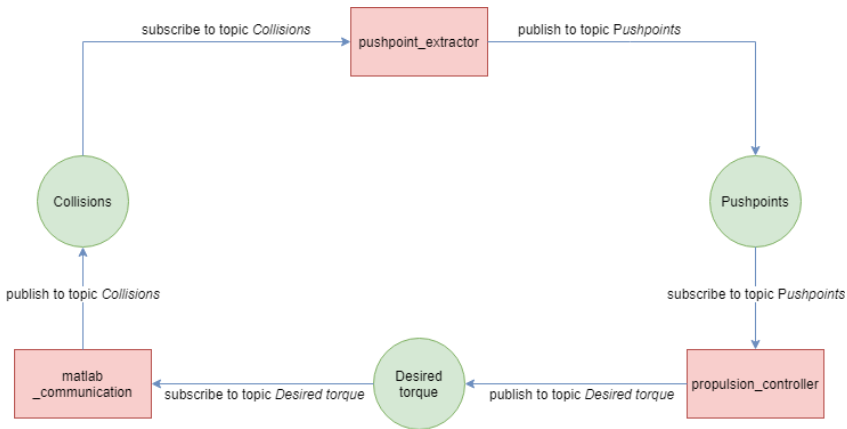 subscribe to topic Collisions
pushpoint_extractor
publish to topic Pushpoints
Collisions
Pushpoints
publish to topic Collisions
subscribe to topic Pushpoints
matlab
_communication
subscribe to topic Desired torque
Desired
torque
publish to topic Desired torque
propulsion_controller